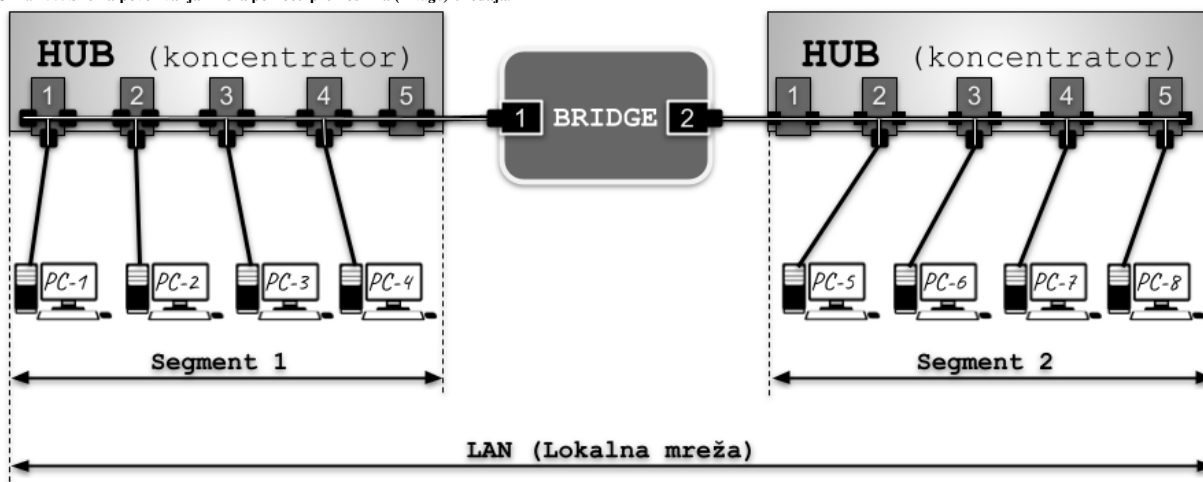 HUB (koncentrator)
1 2 3 4 5
1 BRIDGE 2
HUB (koncentrator)
1 2 3 4 5
PC-1 PC-2 PC-3 PC-4
PC-5 PC-6 PC-7 PC-8
Segment 1
Segment 2
LAN (Lokalna mreža)